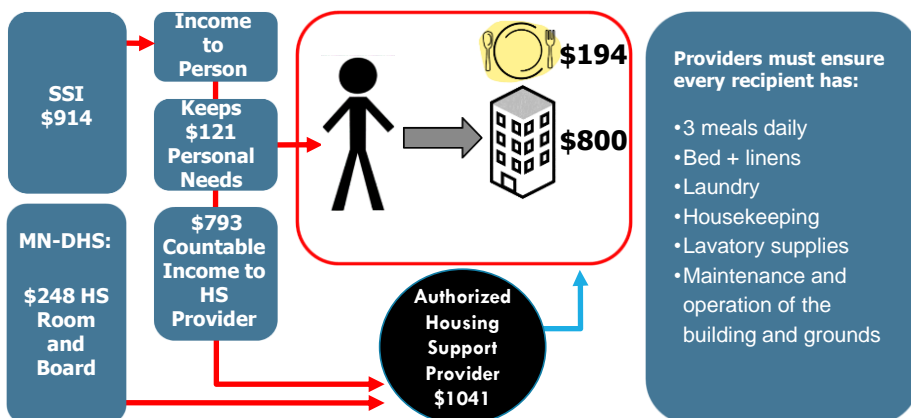 SSI
$914
Income
to
Person
Keeps
$121
Personal
Needs
$793
Countable
Income to
HS
Provider
MN-DHS:
$248 HS
Room
and
Board
$194
$800
Authorized
Housing
Support
Provider
$1041
Providers must ensure
every recipient has:
•3 meals daily
•Bed + linens
•Laundry
•Housekeeping
•Lavatory supplies
•Maintenance and
operation of the
building and grounds